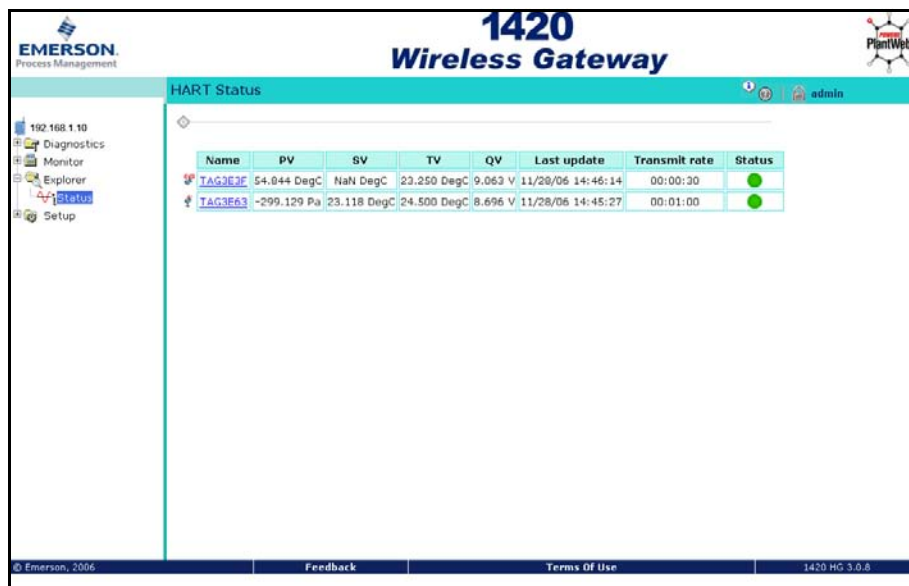 EMERSON.
Process Management
1420
Wireless Gateway
POWERED
PlantWeb
HART Status
admin
192.168.1.10
Diagnostics
Monitor
Explorer
Status
Setup
Name PV SV TV QV Last update Transmit rate Status
TAG3E3F 54.844 DegC NaN DegC 23.250 DegC 9.063 V 11/28/06 14:46:14 00:00:30
TAG3E63 -299.129 Pa 23.118 DegC 24.500 DegC 8.696 V 11/28/06 14:45:27 00:01:00
© Emerson, 2006 Feedback Terms Of Use 1420 HG 3.0.8